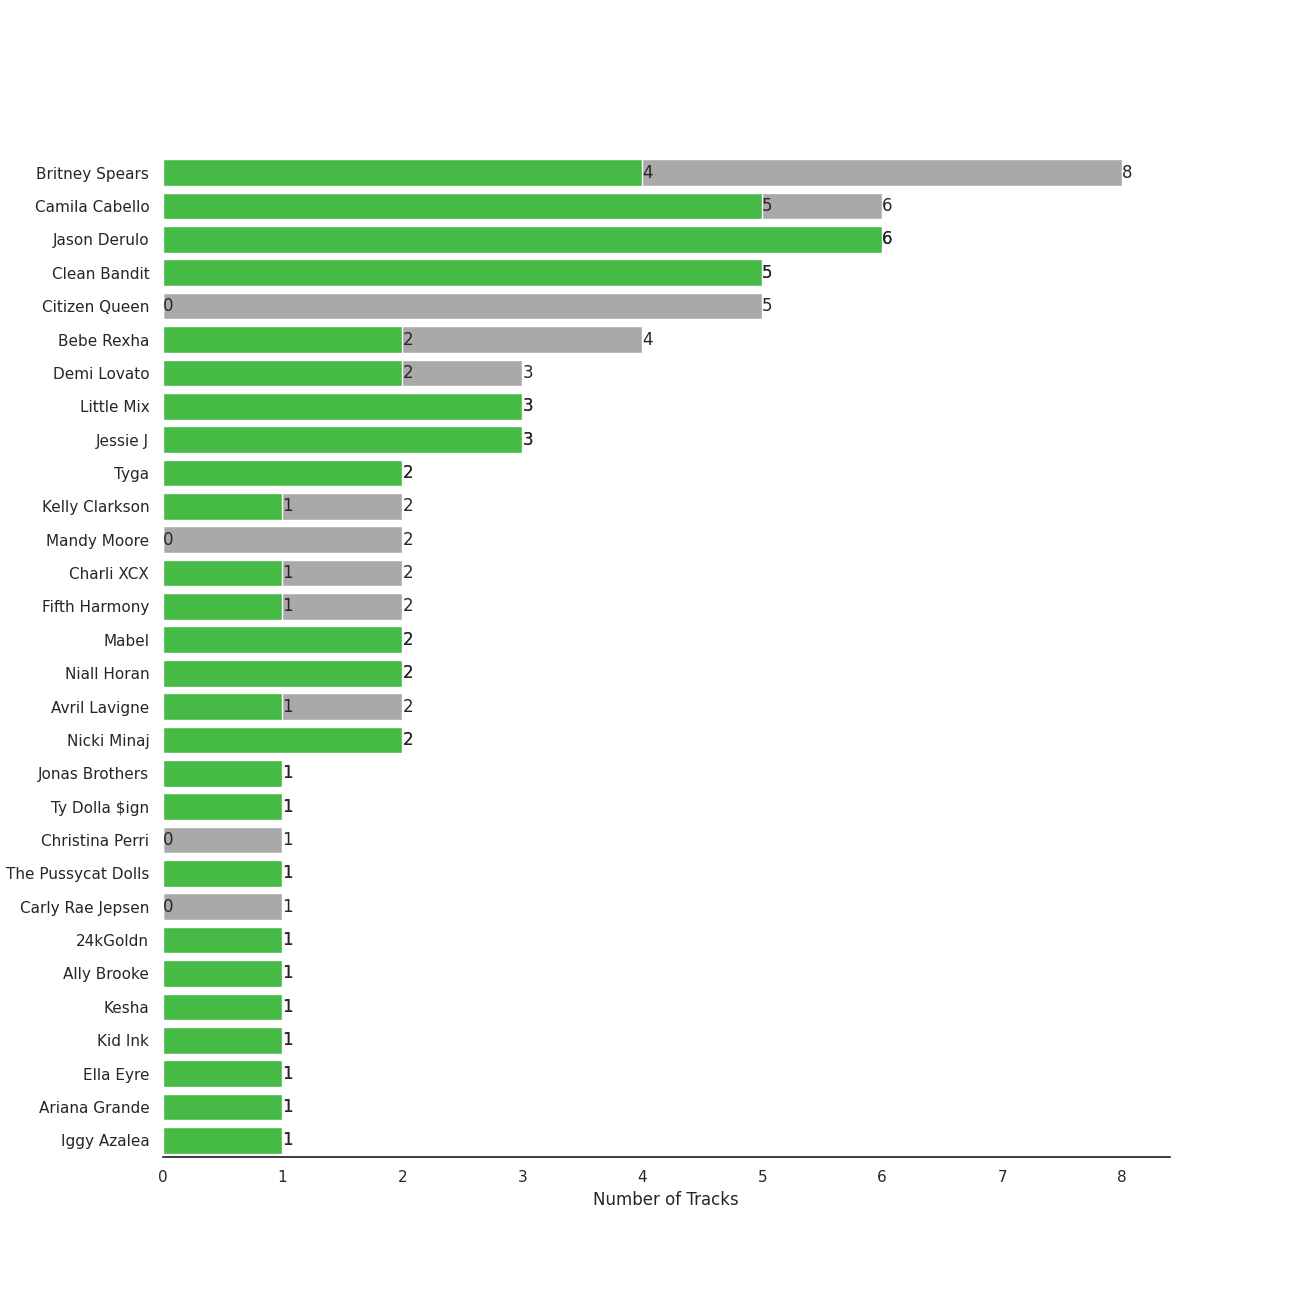 Britney Spears 4 8
Camila Cabello 5 6
Jason Derulo 6
Clean Bandit 5
Citizen Queen 0 5
Bebe Rexha 2 4
Demi Lovato 2 3
Little Mix 3
Jessie J 3
Tyga 2
Kelly Clarkson 1 2
Mandy Moore 0 2
Charli XCX 1 2
Fifth Harmony 1 2
Mabel 2
Niall Horan 2
Avril Lavigne 1 2
Nicki Minaj 2
Jonas Brothers 1
Ty Dolla $ign 1
Christina Perri 0 1
The Pussycat Dolls 1
Carly Rae Jepsen 0 1
24kGoldn 1
Ally Brooke 1
Kesha 1
Kid Ink 1
Ella Eyre 1
Ariana Grande 1
Iggy Azalea 1
0 1 2 3 4 5 6 7 8
Number of Tracks